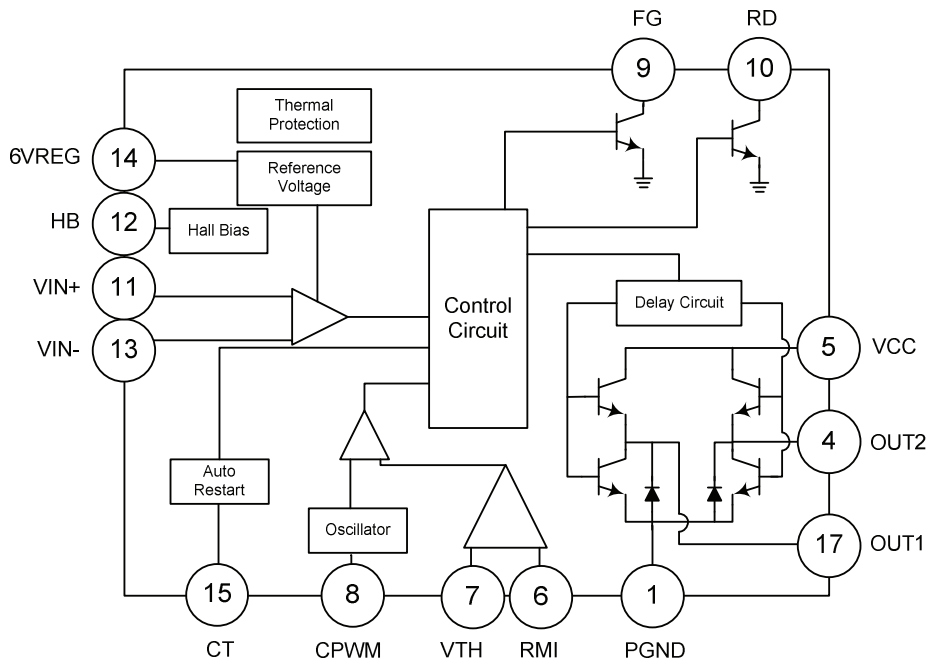 FG
RD
9
10
Thermal
Protection
6VREG
14
Reference
Voltage
HB
12
Hall Bias
VIN+
11
Control
Circuit
Delay Circuit
VIN-
13
5
VCC
4
OUT2
Auto
Restart
Oscillator
17
OUT1
15
8
7
6
1
CT
CPWM
VTH
RMI
PGND